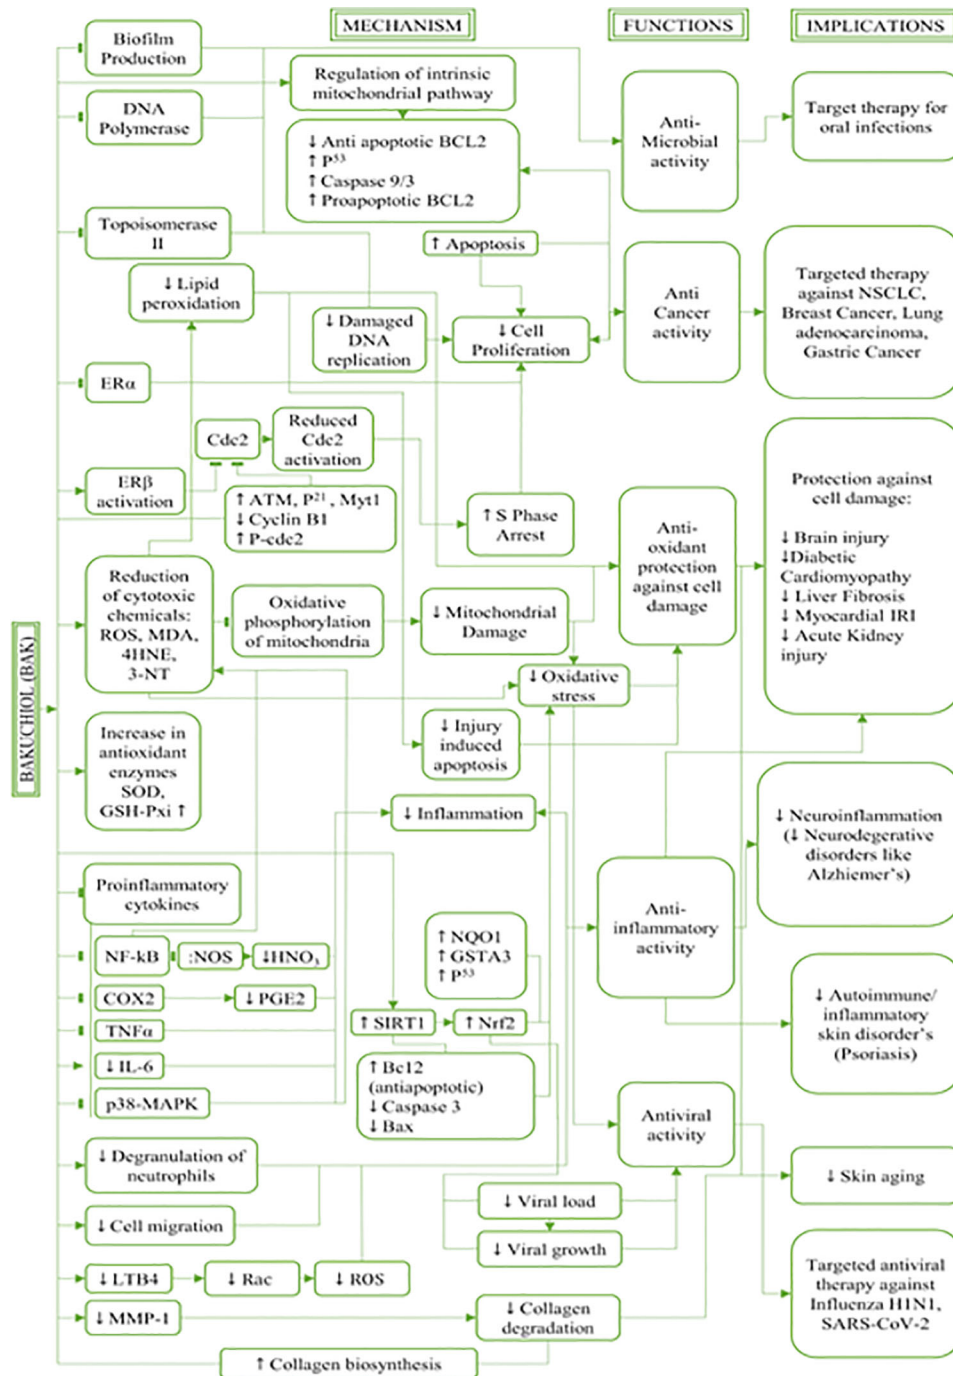 MECHANISM
FUNCTIONS
IMPLICATIONS
BAKUCHIOL (BAK)
Biofilm
Production
DNA
Polymerase
Topoisomerase
II
↓ Lipid
peroxidation
ERα
ERβ
activation
Reduction
of cytotoxic
chemicals:
ROS, MDA,
4HNE,
3-NT
Increase in
antioxidant
enzymes
SOD,
GSH-Pxi ↑
Proinflammatory
cytokines
NF-kB
:NOS
↓HNO₃
COX2
↓ PGE2
TNFα
↓ IL-6
p38-MAPK
↓ Degranulation of
neutrophils
↓ Cell migration
↓ LTB4
↓ Rac
↓ ROS
↓ MMP-1
↑ Collagen biosynthesis
Regulation of intrinsic
mitochondrial pathway
↓ Anti apoptotic BCL2
↑ P⁵³
↑ Caspase 9/3
↑ Proapoptotic BCL2
↑ Apoptosis
↓ Damaged
DNA
replication
↓ Cell
Proliferation
Cdc2
Reduced
Cdc2
activation
↑ ATM, P²¹ , Myt1
↓ Cyclin B1
↑ P-cdc2
↑ S Phase
Arrest
Oxidative
phosphorylation
of mitochondria
↓ Mitochondrial
Damage
↓ Oxidative
stress
↓ Injury
induced
apoptosis
↓ Inflammation
↑ NQO1
↑ GSTA3
↑ P⁵³
↑ SIRT1
↑ Nrf2
↑ Bc12
(antiapoptotic)
↓ Caspase 3
↓ Bax
↓ Viral load
↓ Viral growth
↓ Collagen
degradation
Anti-
Microbial
activity
Anti
Cancer
activity
Anti-
oxidant
protection
against cell
damage
Anti-
inflammatory
activity
Antiviral
activity
Target therapy for
oral infections
Targeted therapy
against NSCLC,
Breast Cancer, Lung
adenocarcinoma,
Gastric Cancer
Protection against
cell damage:
↓ Brain injury
↓Diabetic
Cardiomyopathy
↓ Liver Fibrosis
↓ Myocardial IRI
↓ Acute Kidney
injury
↓ Neuroinflammation
(↓ Neurodegerative
disorders like
Alzhiemer's)
↓ Autoimmune/
inflammatory
skin disorder's
(Psoriasis)
↓ Skin aging
Targeted antiviral
therapy against
Influenza H1N1,
SARS-CoV-2